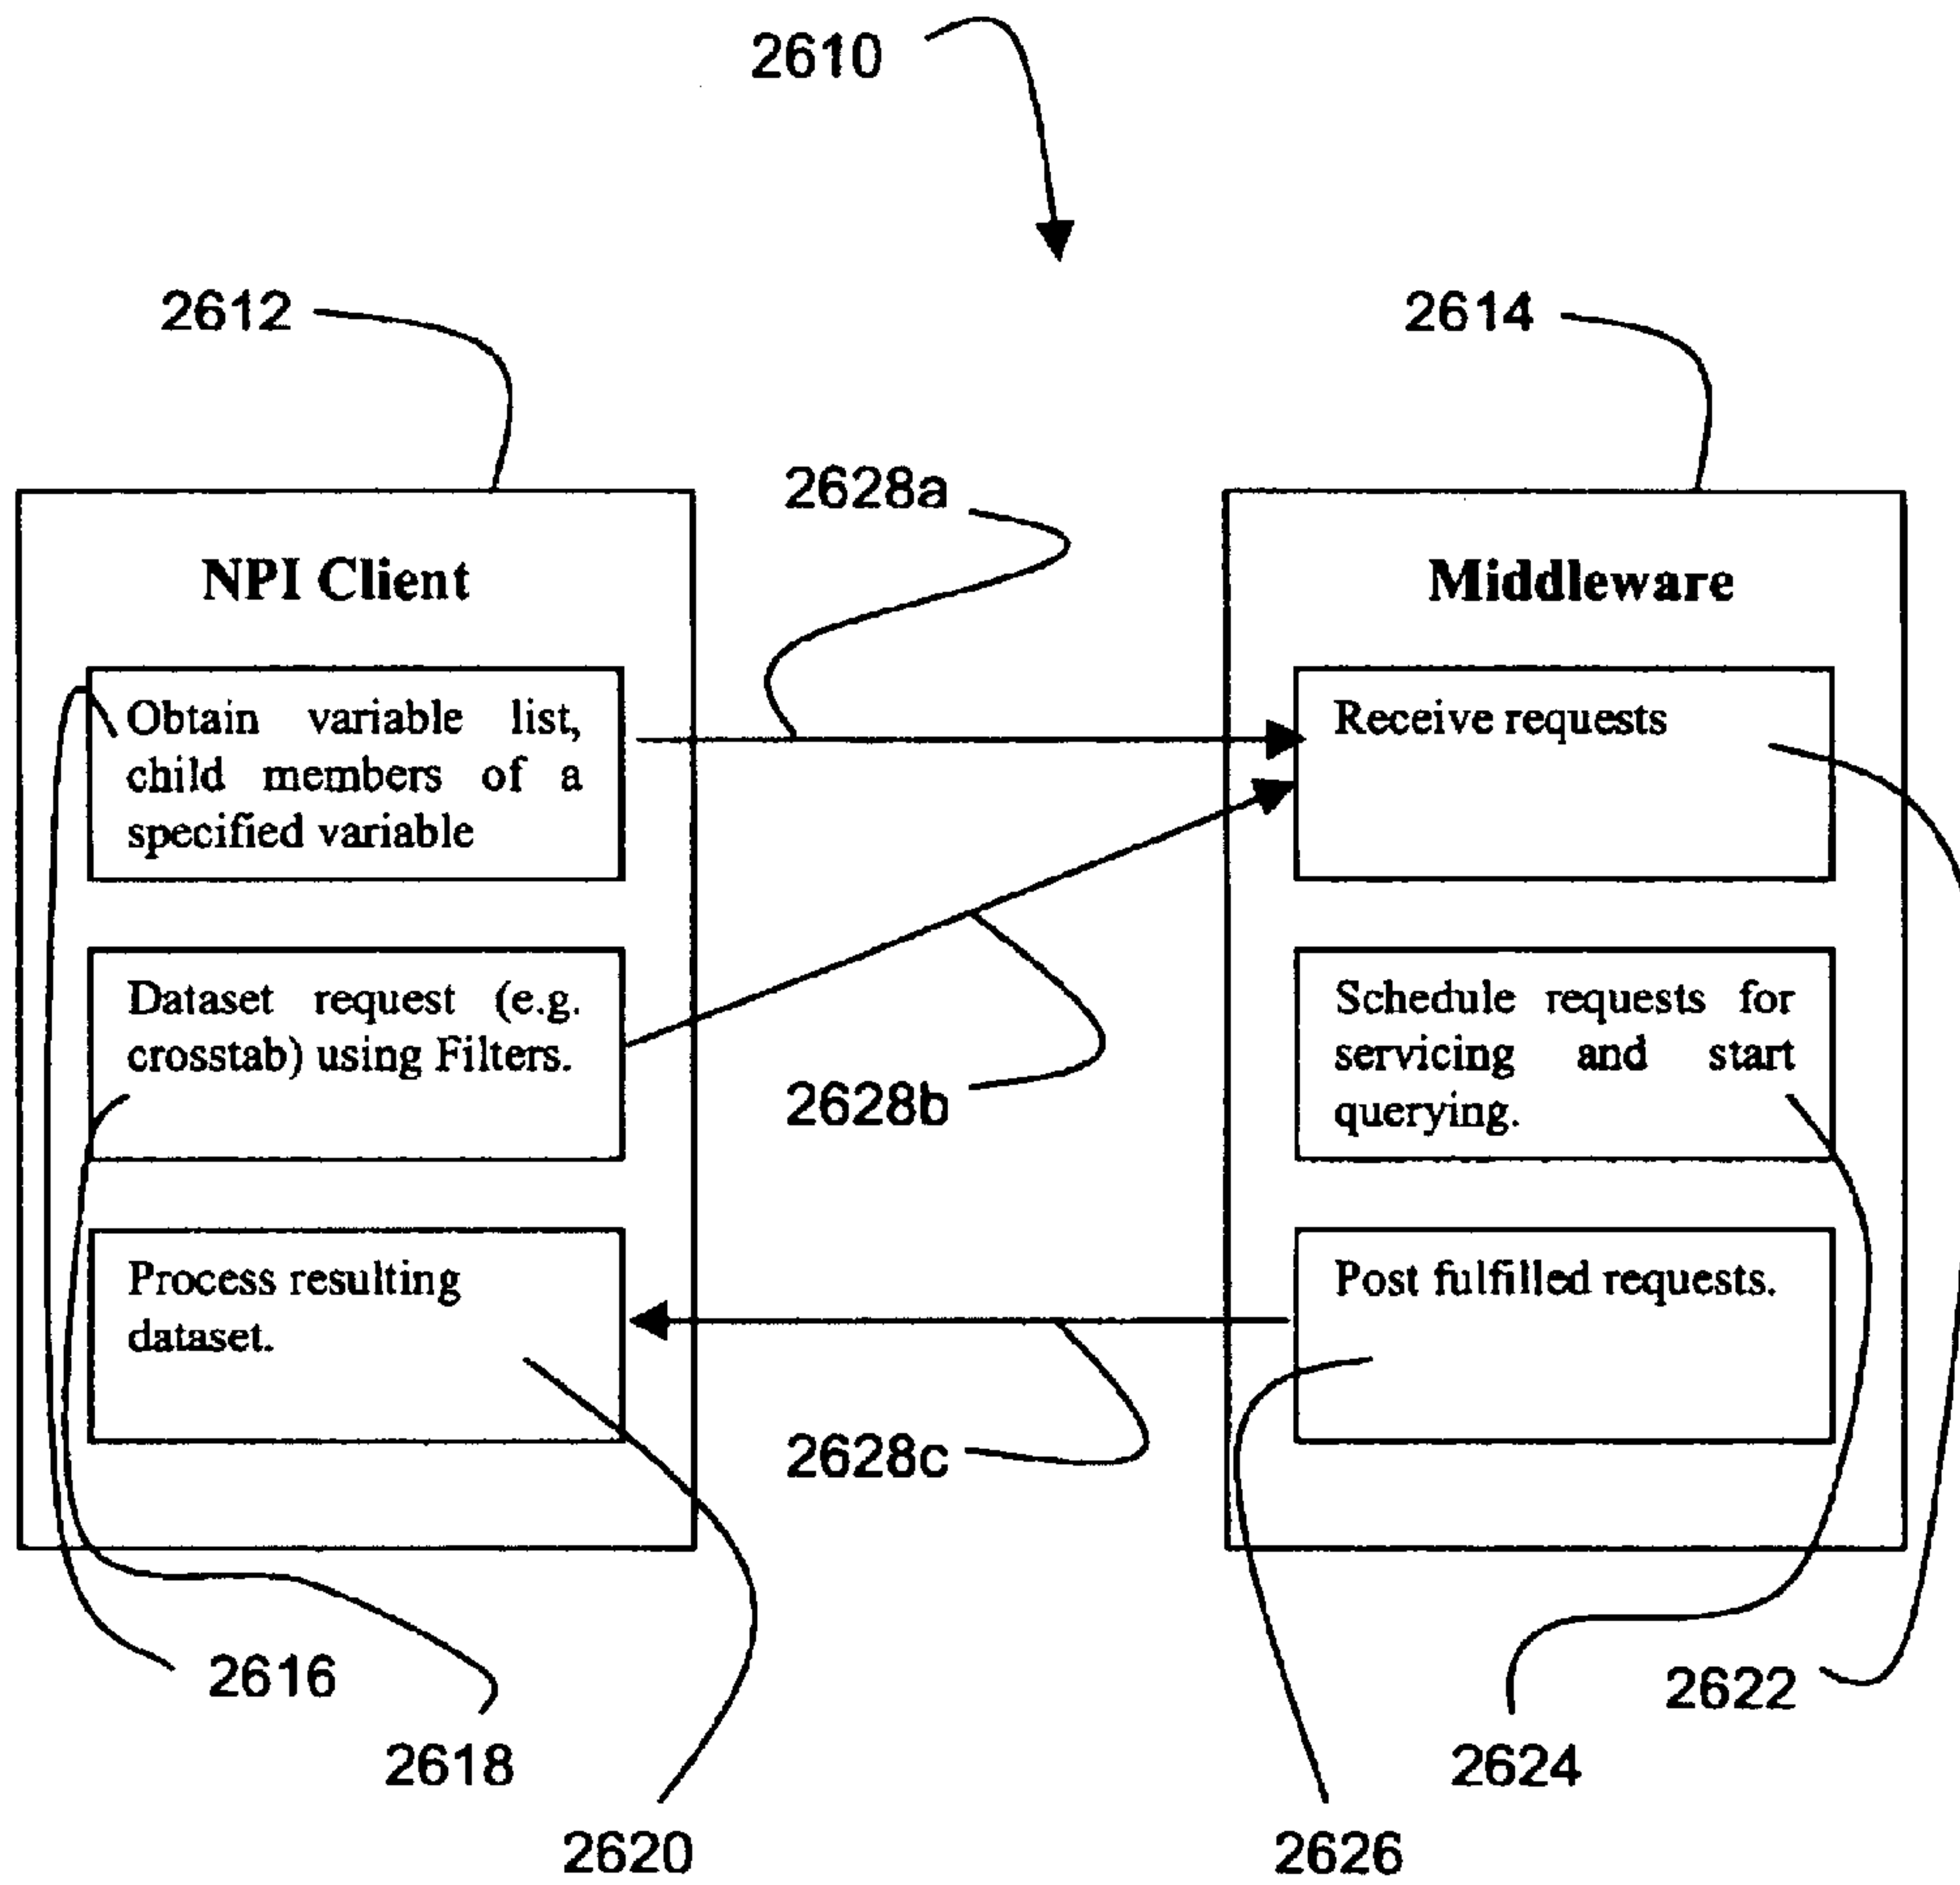 2610
2612
2614
2628a
NPI Client
Middleware
Obtain variable list,
child members of a
specified variable
Receive requests
Dataset request (e.g.
crosstab) using Filters.
Schedule requests for
servicing and start
querying.
2628b
Process resulting
dataset.
Post fulfilled requests.
2628c
2616
2622
2618
2624
2620
2626